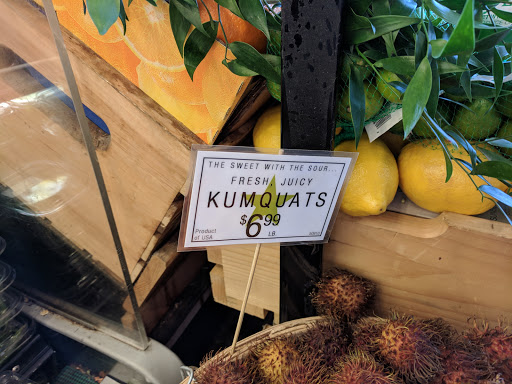 THE SWEET WITH THE SOUR...
FRESH JUICY
KUMQUATS
$6.99
Product
of USA
LB